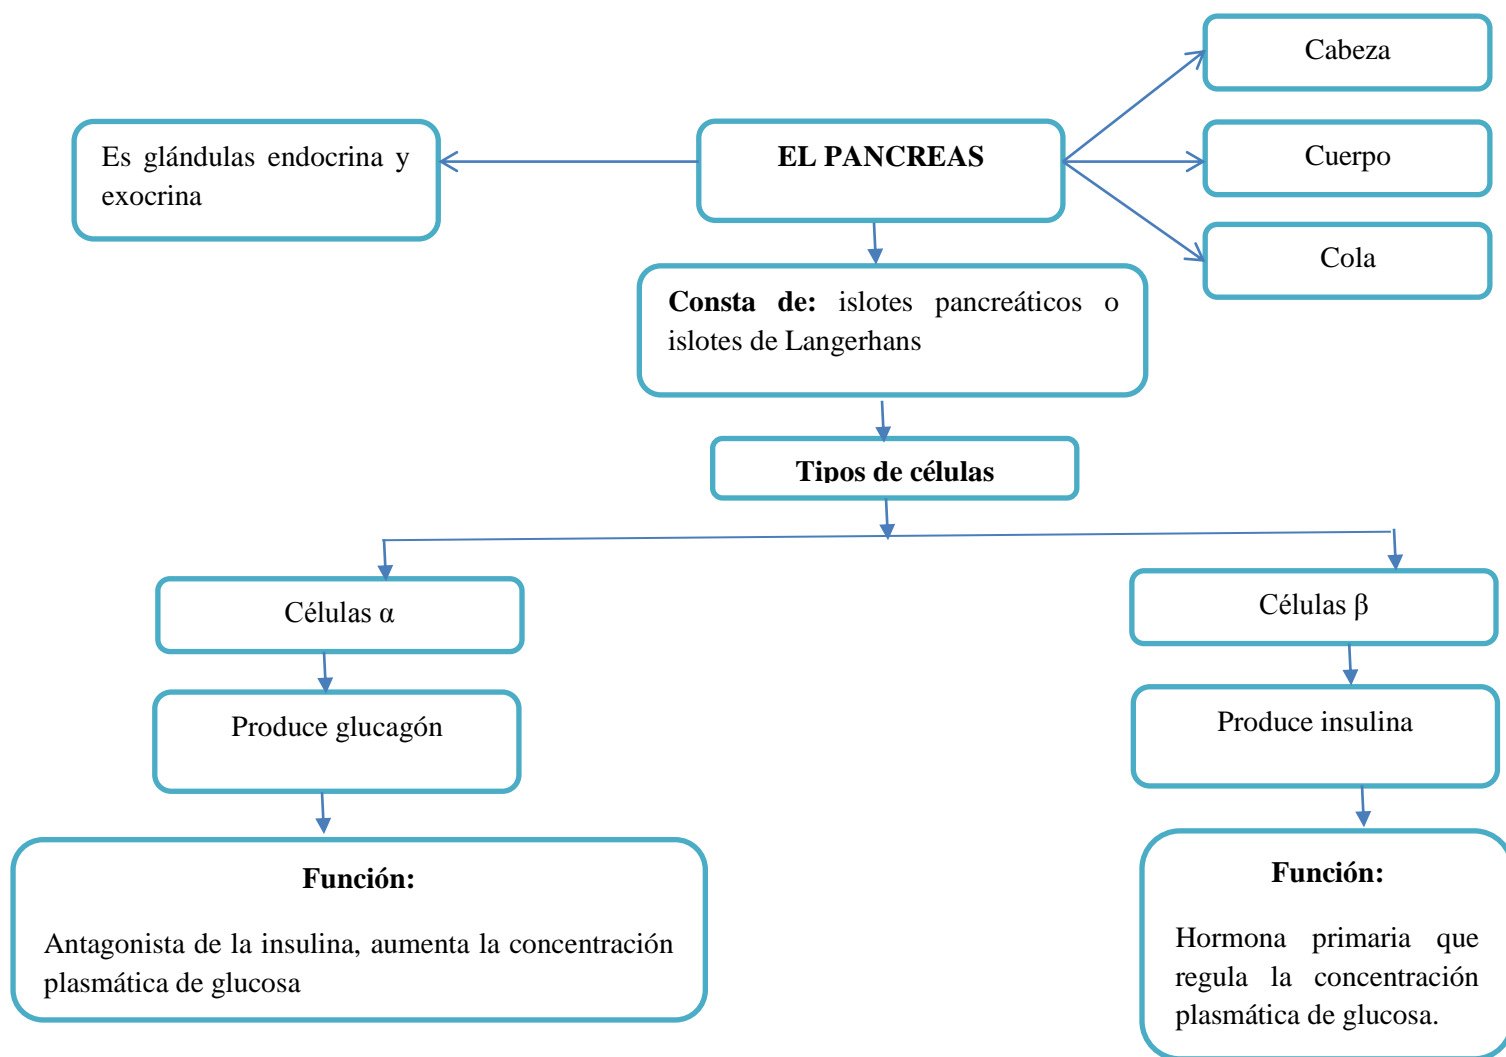 Cabeza
Es glándulas endocrina y
exocrina
EL PANCREAS
Cuerpo
Cola
Consta de: islotes pancreáticos o
islotes de Langerhans
Tipos de células
Células α
Células β
Produce glucagón
Produce insulina
Función:
Antagonista de la insulina, aumenta la concentración
plasmática de glucosa
Función:
Hormona primaria que
regula la concentración
plasmática de glucosa.